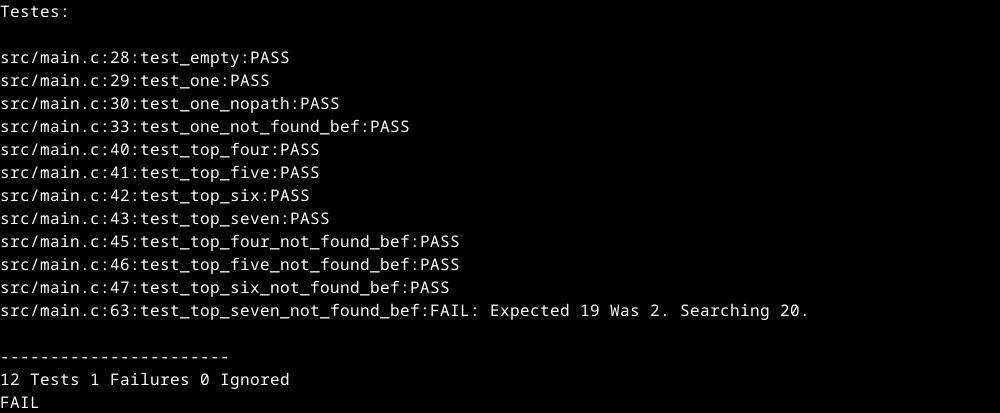 Testes:
src/main.c:28:test_empty:PASS
src/main.c:29:test_one:PASS
src/main.c:30:test_one_nopath:PASS
src/main.c:33:test_one_not_found_bef:PASS
src/main.c:40:test_top_four:PASS
src/main.c:41:test_top_five:PASS
src/main.c:42:test_top_six:PASS
src/main.c:43:test_top_seven:PASS
src/main.c:45:test_top_four_not_found_bef:PASS
src/main.c:46:test_top_five_not_found_bef:PASS
src/main.c:47:test_top_six_not_found_bef:PASS
src/main.c:63:test_top_seven_not_found_bef:FAIL: Expected 19 Was 2. Searching 20.
-----------------------
12 Tests 1 Failures 0 Ignored
FAIL